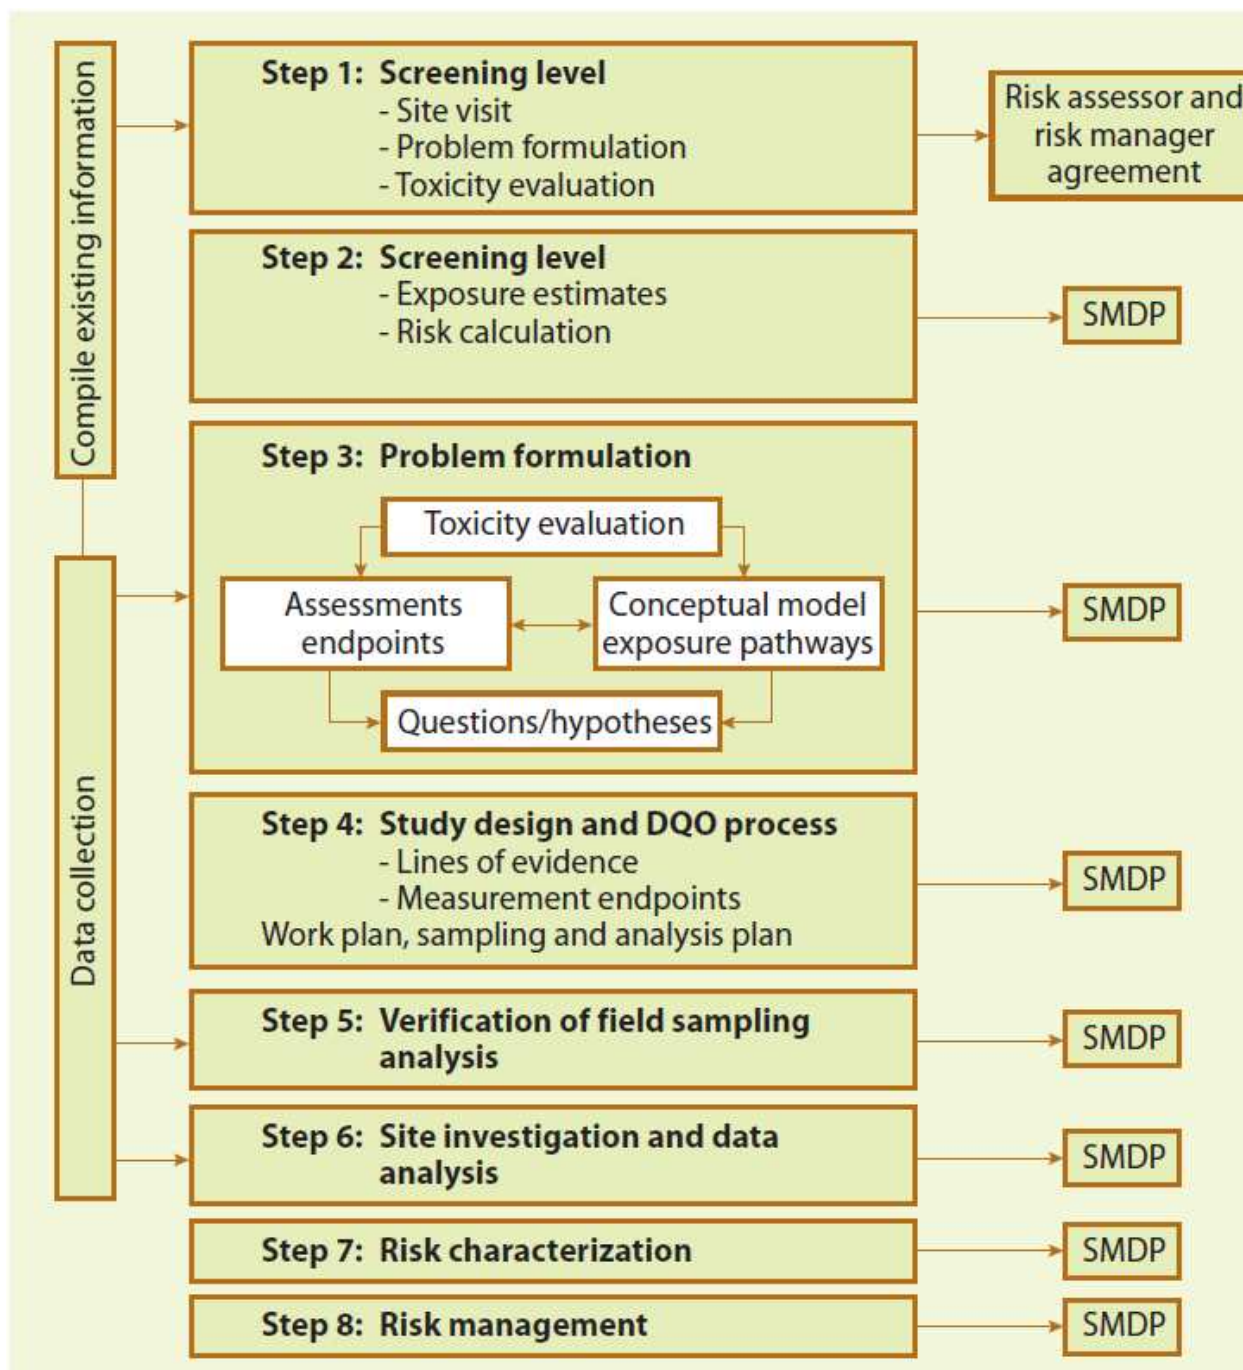 Compile existing information
Step 1: Screening level
- Site visit
- Problem formulation
- Toxicity evaluation
Risk assessor and
risk manager
agreement
Step 2: Screening level
- Exposure estimates
- Risk calculation
SMDP
Data collection
Step 3: Problem formulation
Toxicity evaluation
Assessments
endpoints
Conceptual model
exposure pathways
Questions/hypotheses
SMDP
Step 4: Study design and DQO process
- Lines of evidence
- Measurement endpoints
Work plan, sampling and analysis plan
SMDP
Step 5: Verification of field sampling
analysis
SMDP
Step 6: Site investigation and data
analysis
SMDP
Step 7: Risk characterization
SMDP
Step 8: Risk management
SMDP